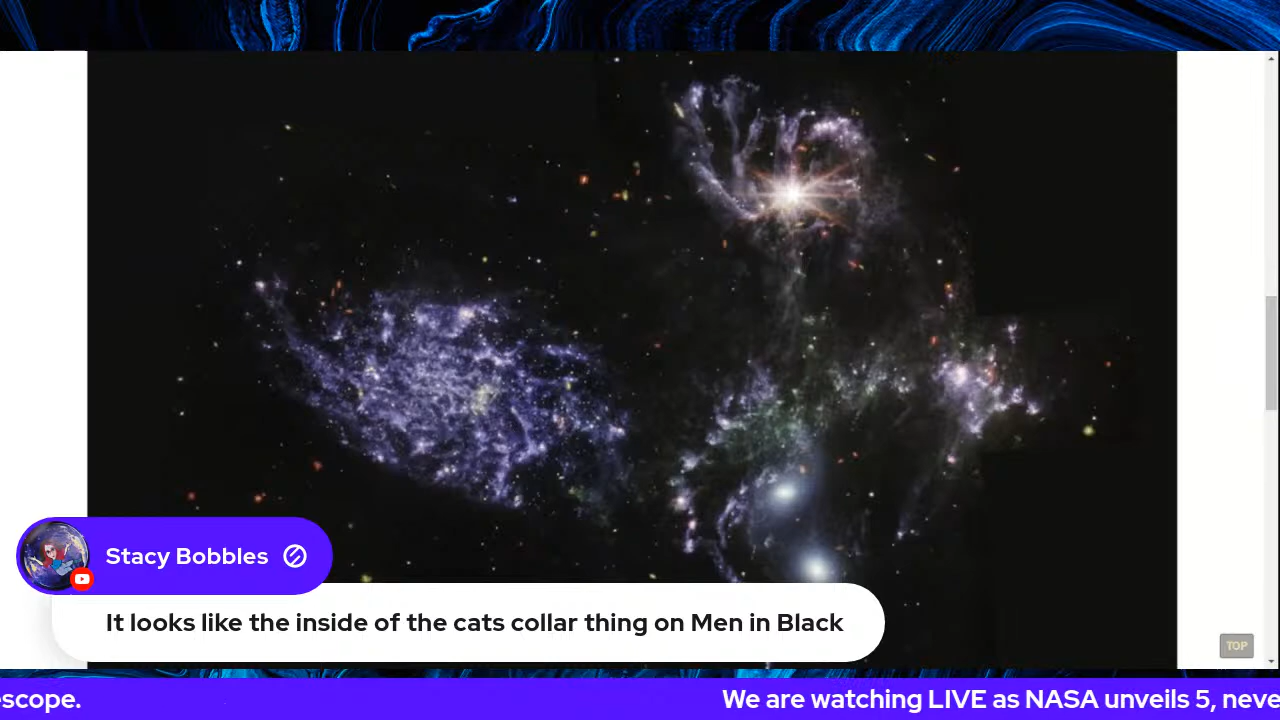 TOP
Stacy Bobbles
It looks like the inside of the cats collar thing on Men in Black
escope. We are watching LIVE as NASA unveils 5, neve